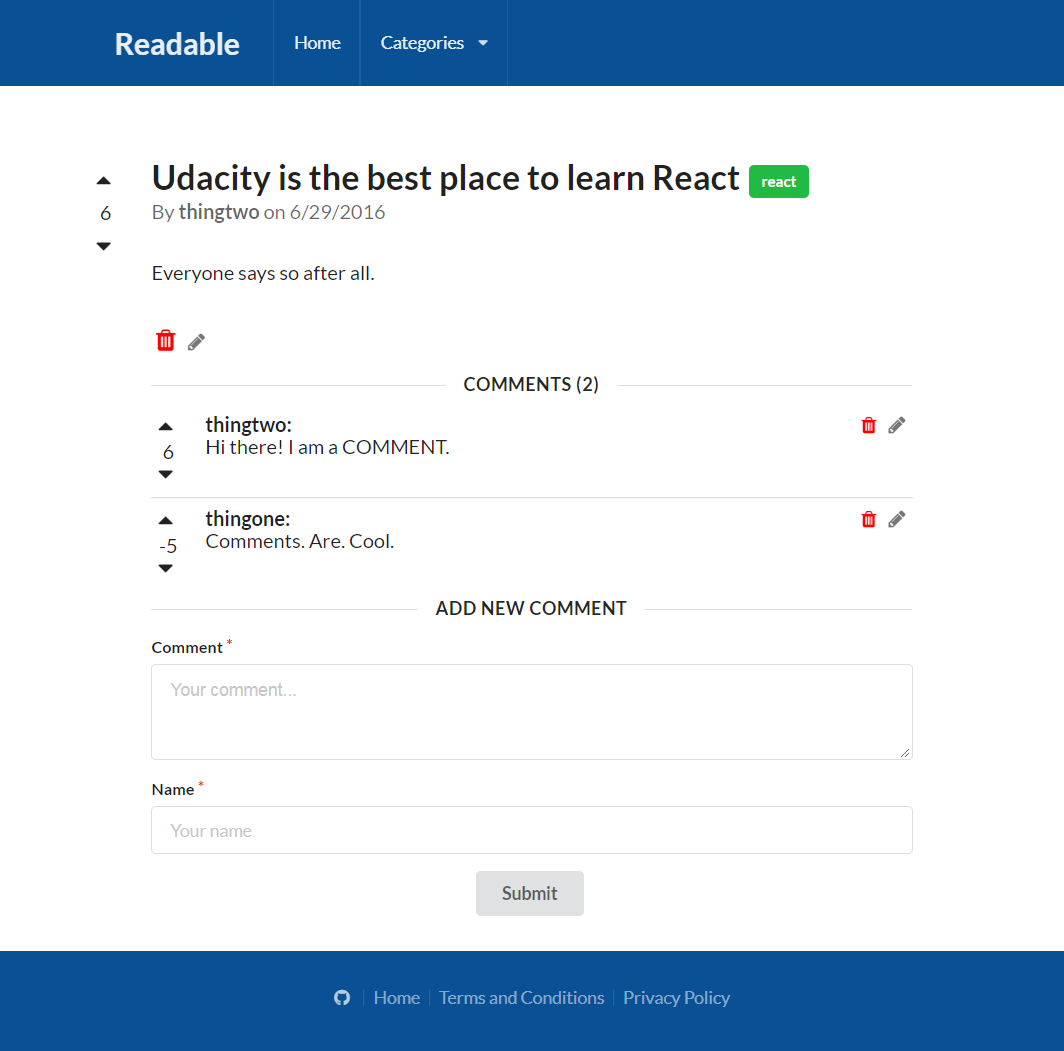 Readable Home Categories
Udacity is the best place to learn React react
6
By thingtwo on 6/29/2016
Everyone says so after all.
COMMENTS (2)
thingtwo:
Hi there! I am a COMMENT.
6
thingone:
Comments. Are. Cool.
-5
ADD NEW COMMENT
Comment *
Your comment...
Name *
Your name
Submit
Home Terms and Conditions Privacy Policy